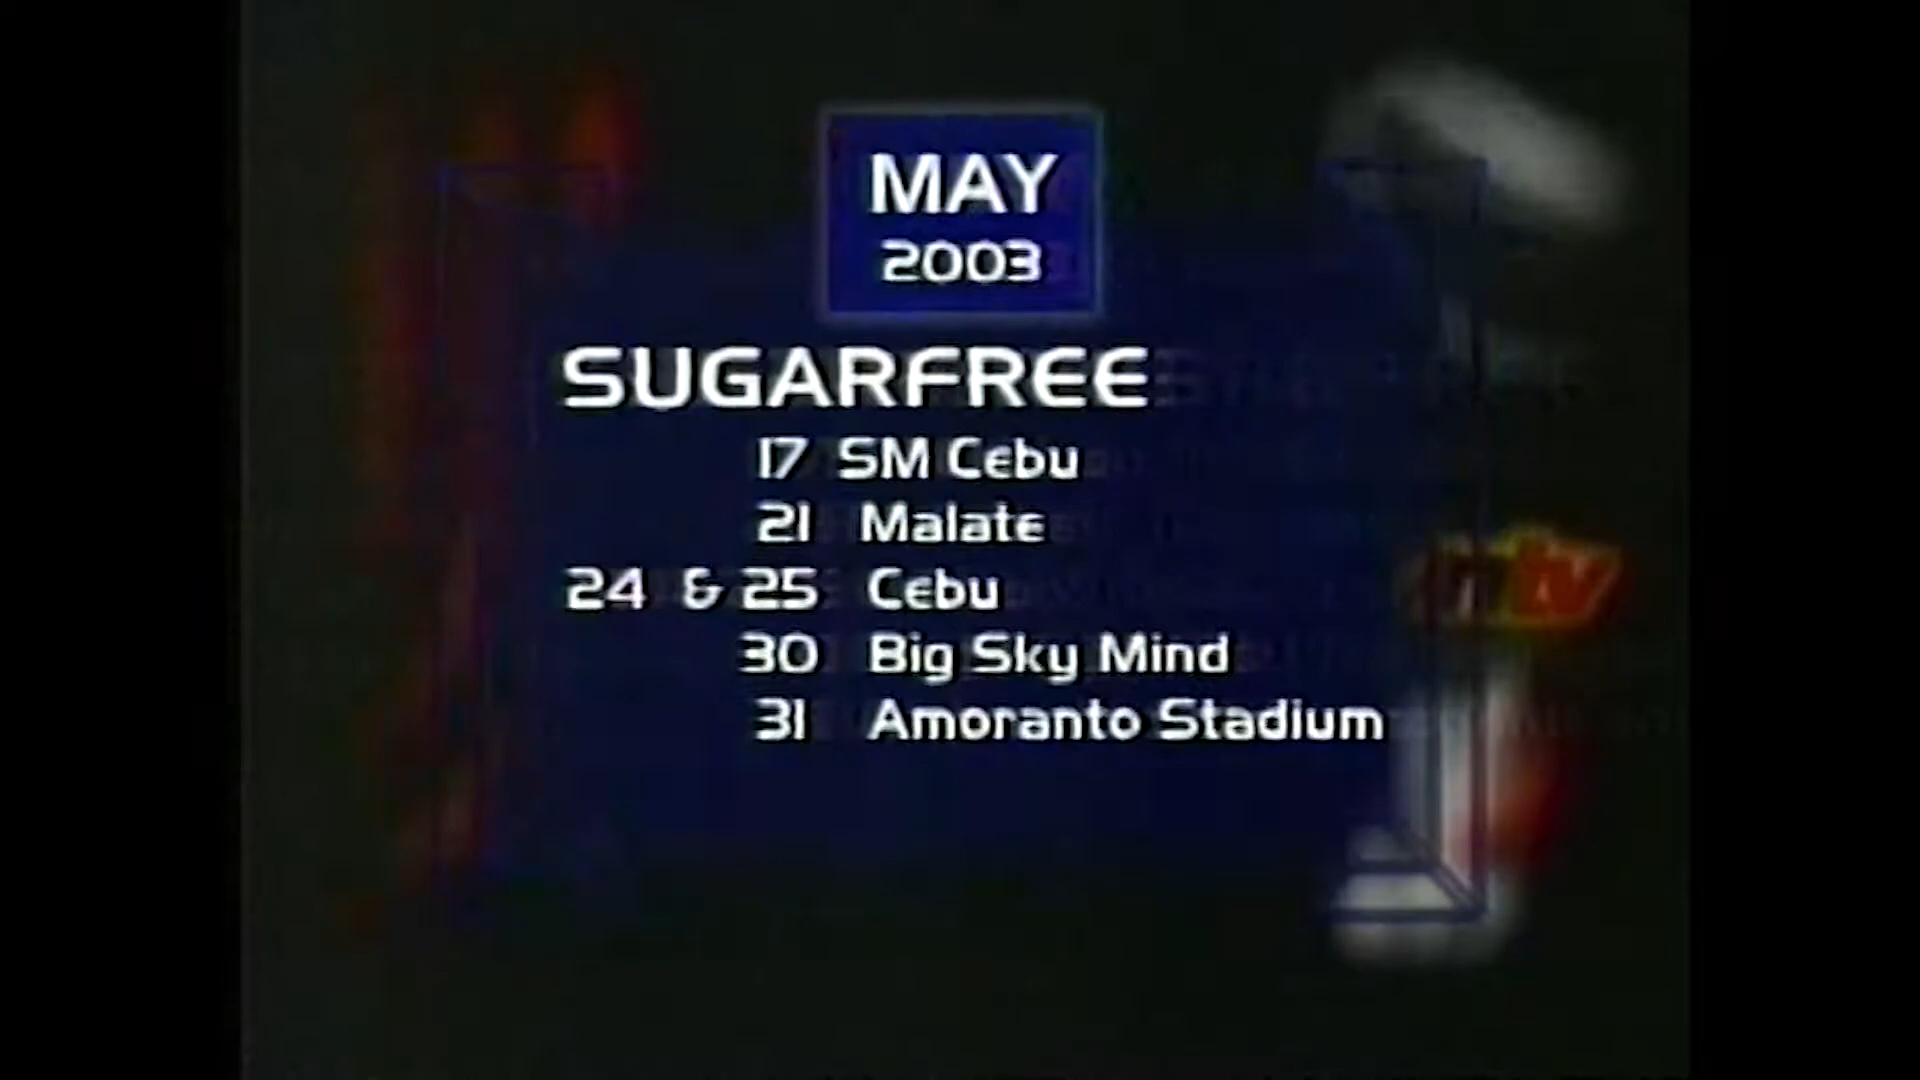 MAY
2003
SUGARFREE
17 SM Cebu
21 Malate
24 & 25 Cebu
30 Big Sky Mind
31 Amoranto Stadium